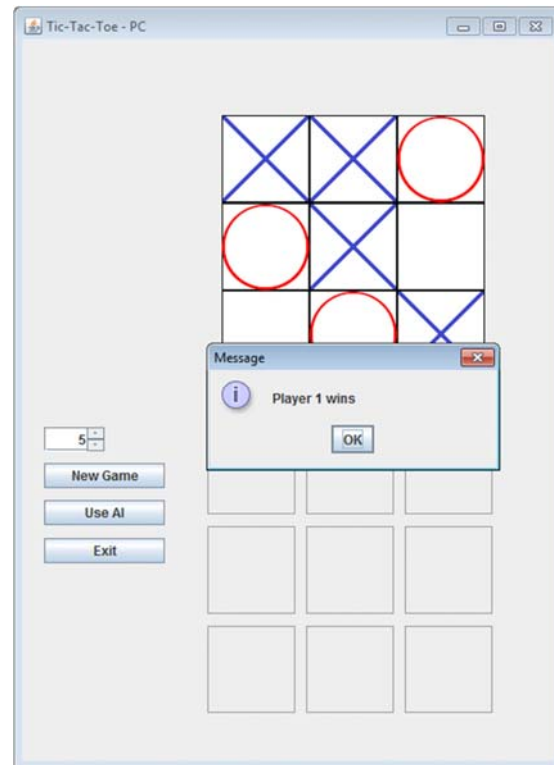 Tic-Tac-Toe - PC
Message
Player 1 wins
OK
5
New Game
Use AI
Exit